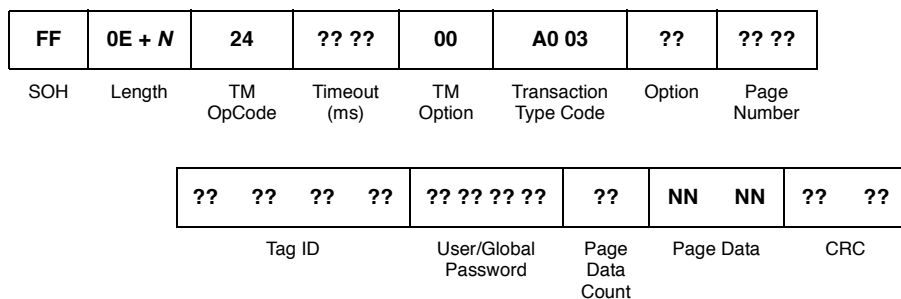 FF 0E + N 24 ?? ?? 00 A0 03 ?? ?? ??
SOH Length TM OpCode Timeout (ms) TM Option Transaction Type Code Option Page Number
?? ?? ?? ?? ?? ?? ?? ?? ?? NN NN ?? ??
Tag ID User/Global Password Page Data Count Page Data CRC